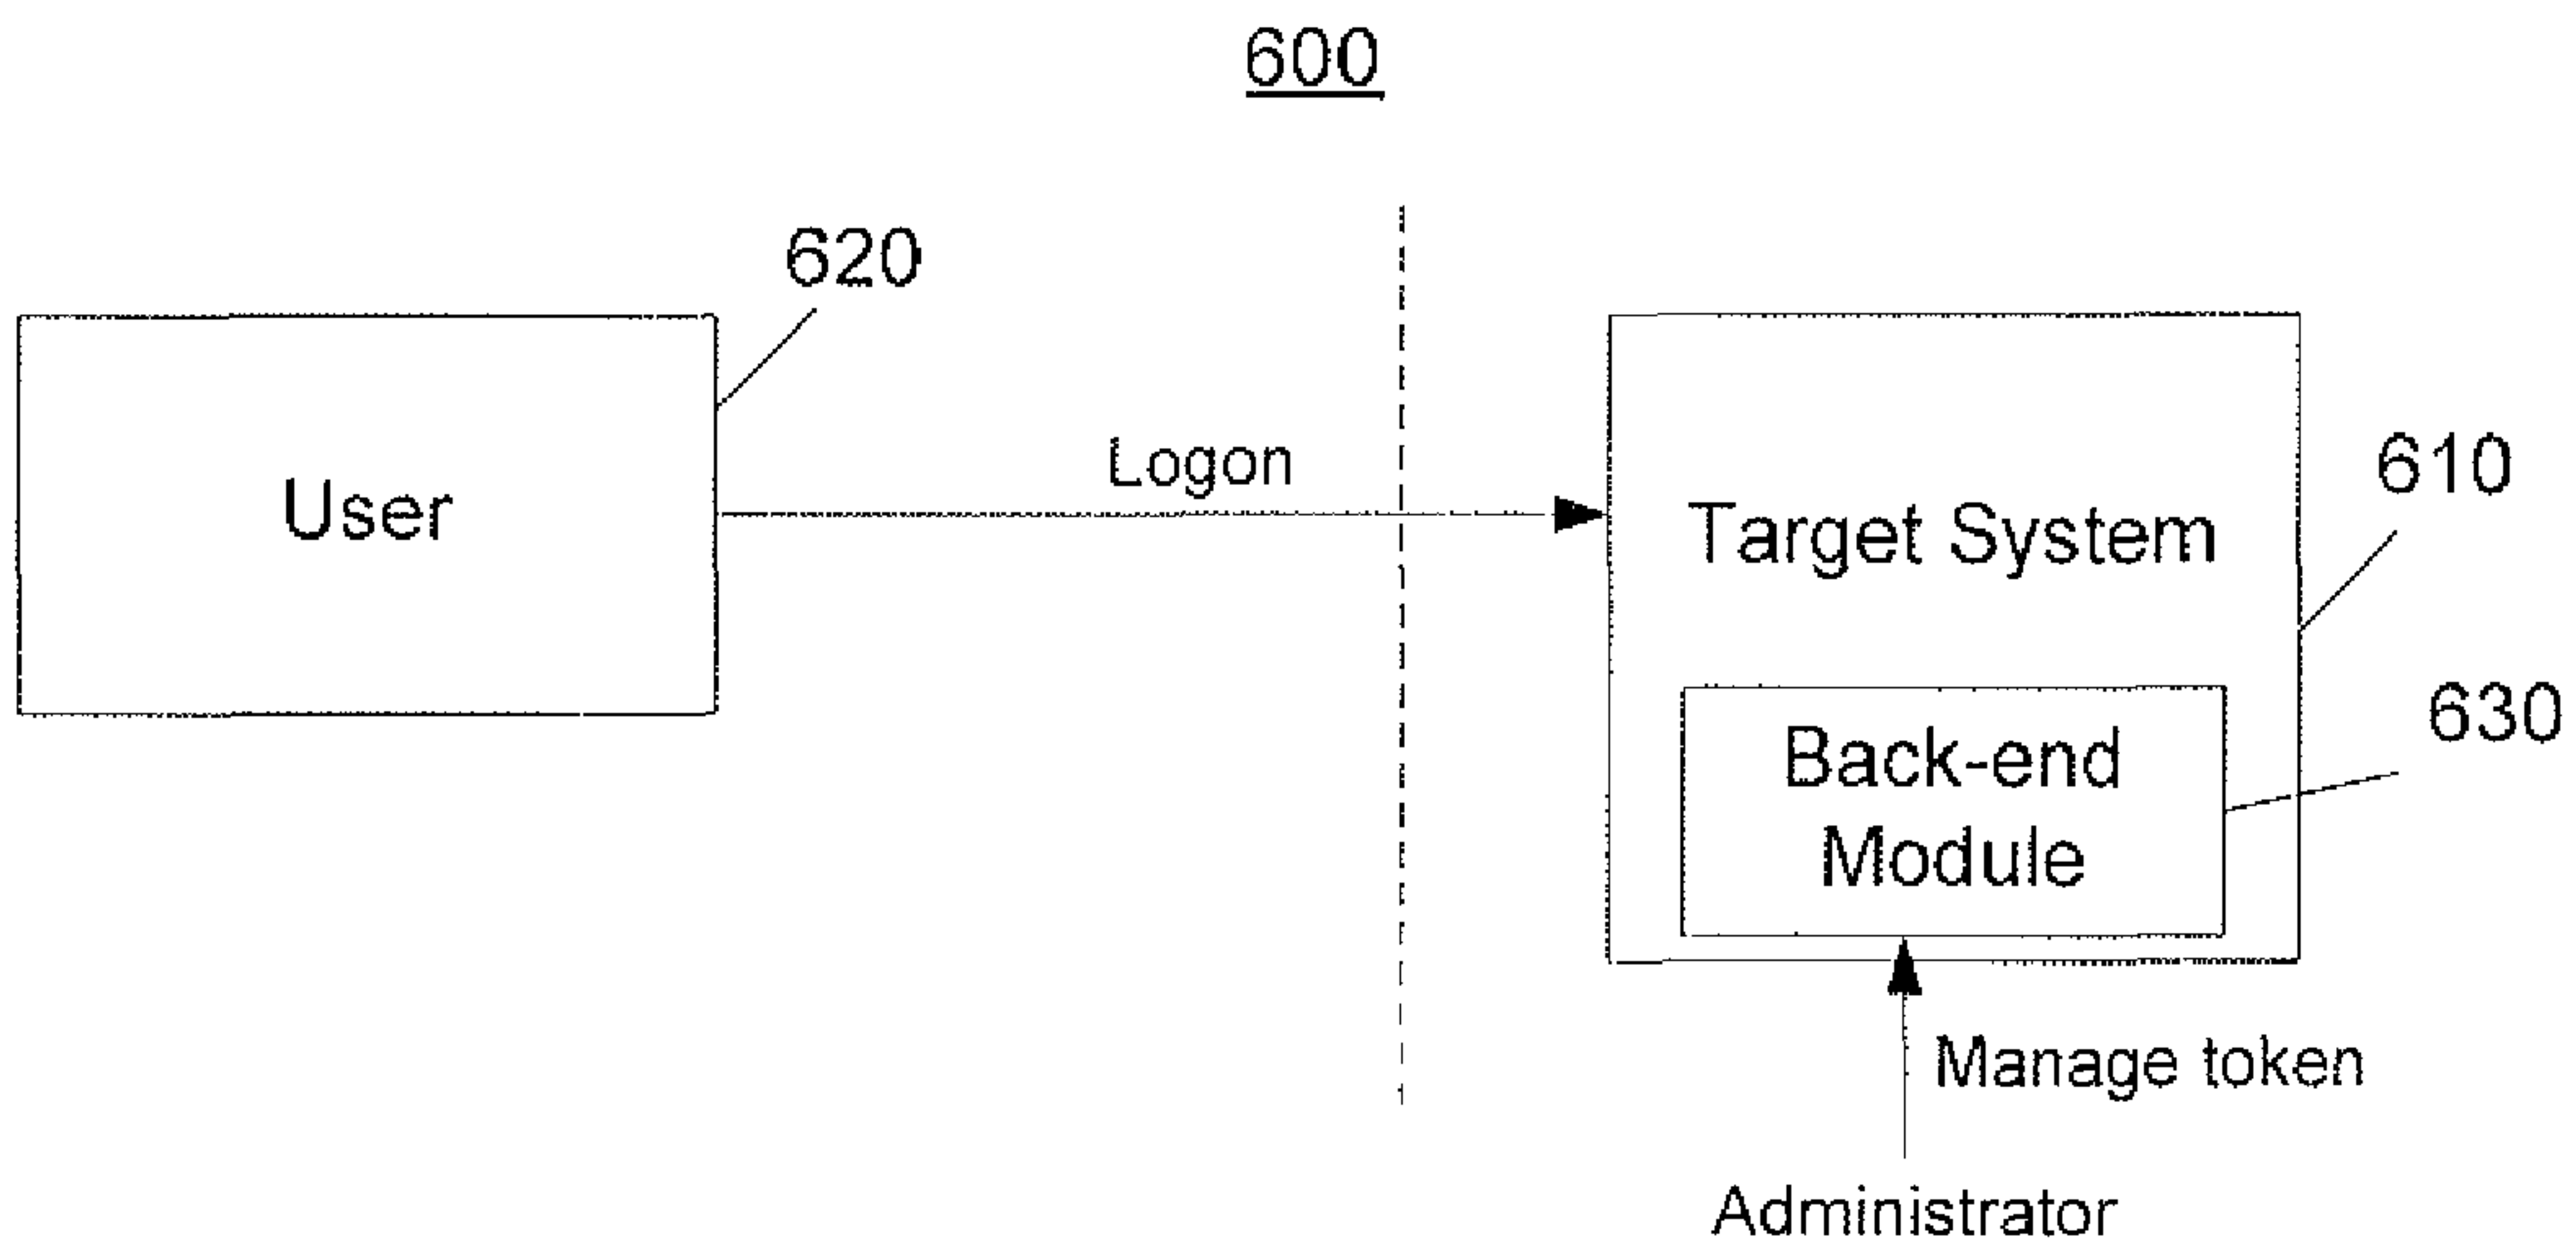 600
620
Logon
User
610
Target System
630
Back-end
Module
Manage token
Administrator